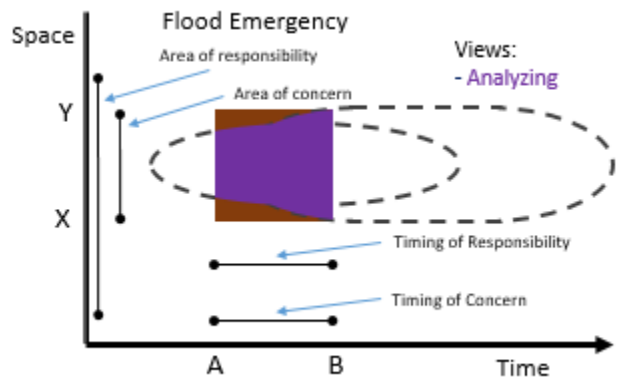 Flood Emergency
Space
Area of responsibility
Views:
- Analyzing
Area of concern
Y
X
Timing of Responsibility
Timing of Concern
A
B
Time